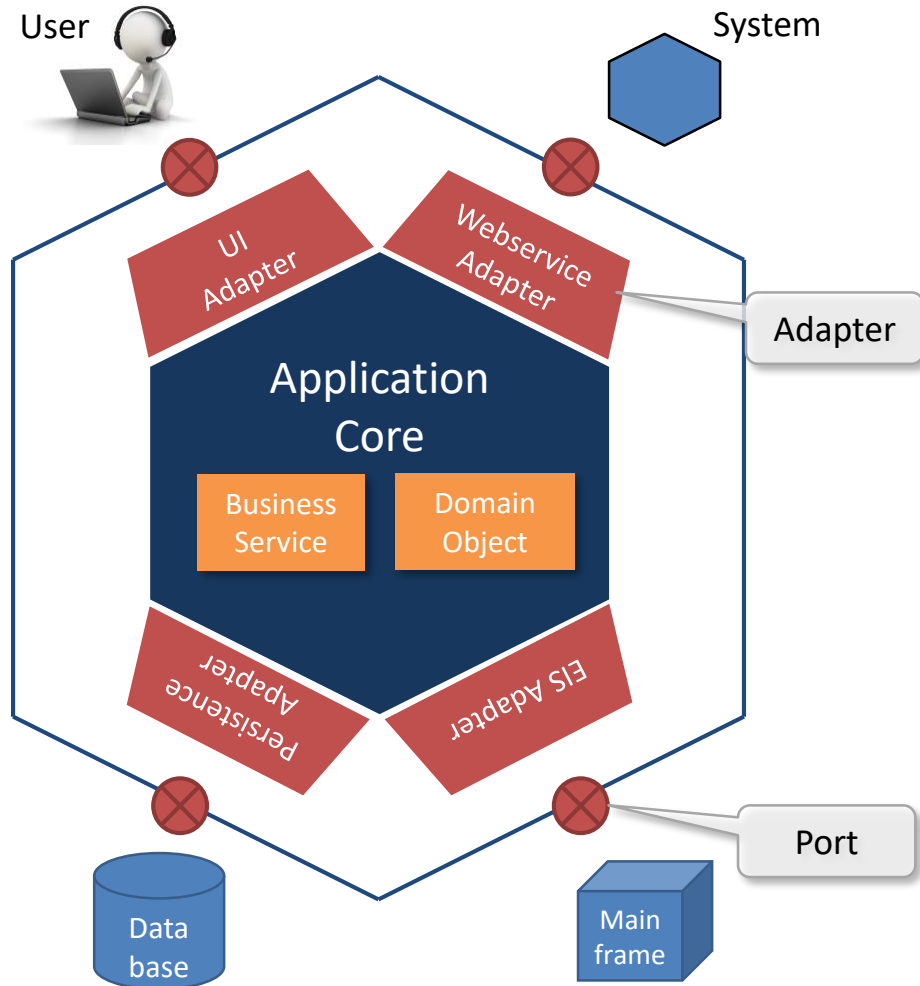 User
System
UI
Adapter
Webservice
Adapter
Adapter
Application
Core
Business
Service
Domain
Object
Persistence
Apapter
EIS Adapter
Port
Data
base
Main
frame